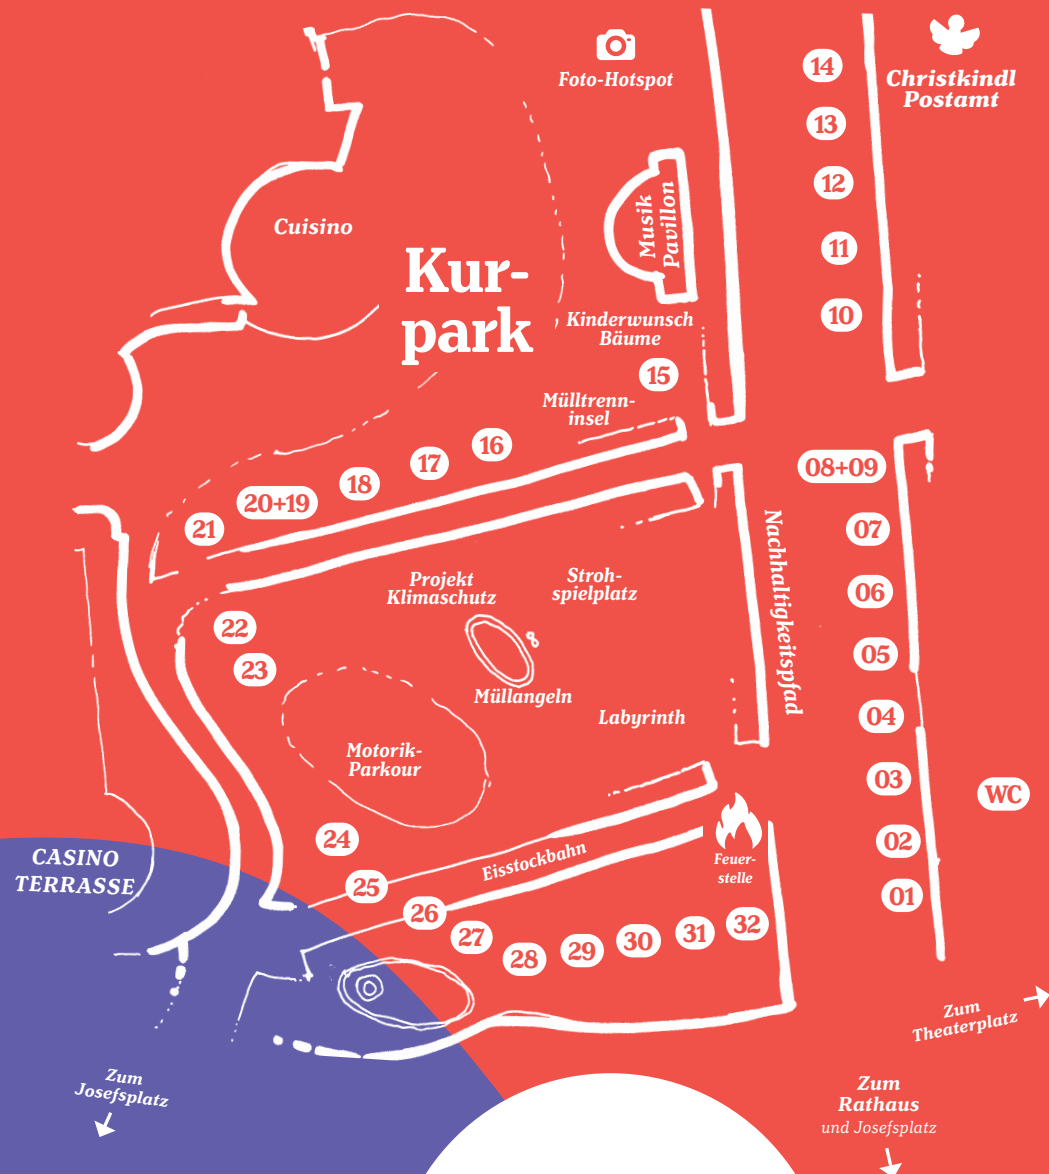 Foto-Hotspot
14
Christkindl
Postamt
13
12
Musik
Pavillon
Cuisino
11
Kur-
park
10
Kinderwunsch
Bäume
15
Mülltrenn-
insel
16
17
18
20+19
21
08+09
07
Nachhaltigkeitspfad
Projekt
Klimaschutz
Stroh-
spielplatz
06
22
23
05
Müllangeln
Labyrinth
04
Motorik-
Parkour
03
WC
24
02
CASINO
TERRASSE
Eisstockbahn
Feuer-
stelle
25
01
26
27
28
29
30
31
32
Zum
Theaterplatz
Zum
Josefsplatz
Zum
Rathaus
und Josefsplatz